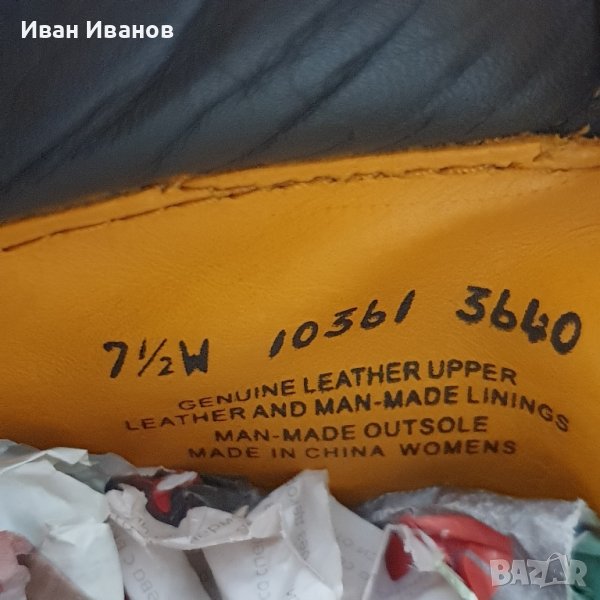 Иван Иванов
7½W 10361 3640
GENUINE LEATHER UPPER
LEATHER AND MAN-MADE LININGS
MAN-MADE OUTSOLE
MADE IN CHINA WOMENS
BAZAR